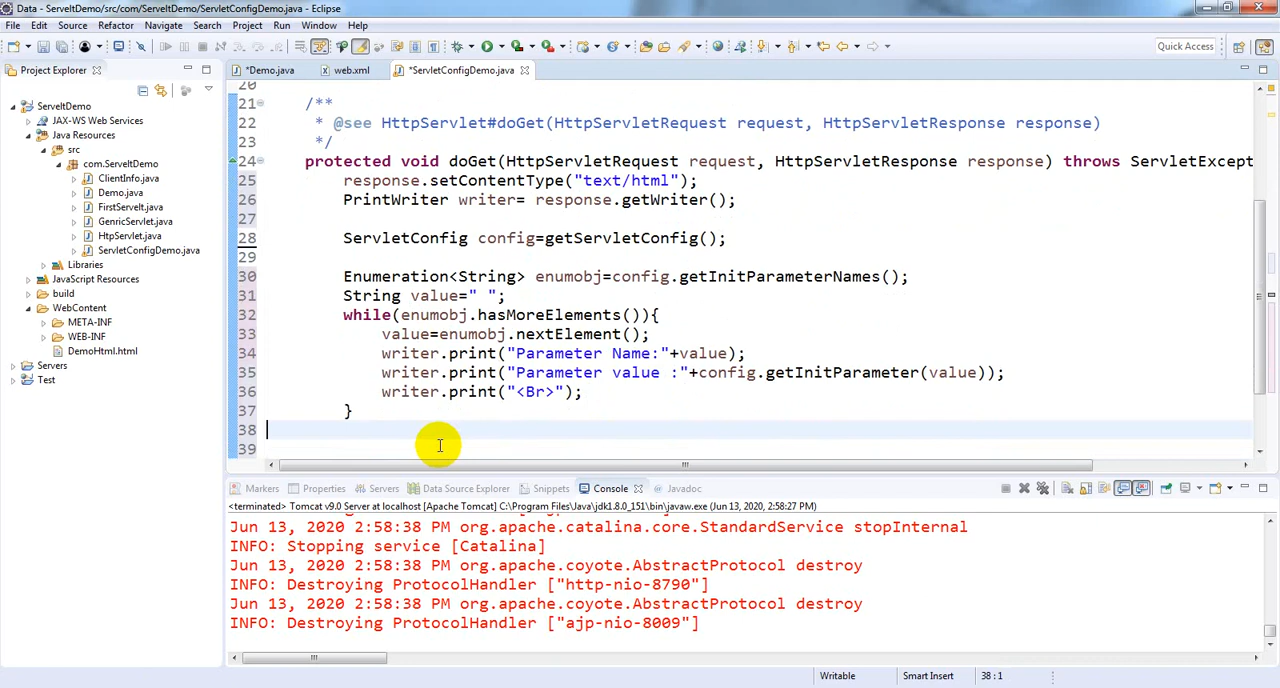 Data - ServeltDemo/src/com/ServeltDemo/ServletConfigDemo.java - Eclipse
File Edit Source Refactor Navigate Search Project Run Window Help
Quick Access
Project Explorer
*Demo.java web.xml *ServletConfigDemo.java
ServeltDemo
JAX-WS Web Services
Java Resources
src
com.ServeltDemo
ClientInfo.java
Demo.java
FirstServelt.java
GenricServlet.java
HtpServlet.java
ServletConfigDemo.java
Libraries
JavaScript Resources
build
WebContent
META-INF
WEB-INF
DemoHtml.html
Servers
Test
20
21 /**
22 * @see HttpServlet#doGet(HttpServletRequest request, HttpServletResponse response)
23 */
24 protected void doGet(HttpServletRequest request, HttpServletResponse response) throws ServletExcept
25 response.setContentType("text/html");
26 PrintWriter writer= response.getWriter();
27
28 ServletConfig config=getServletConfig();
29
30 Enumeration<String> enumobj=config.getInitParameterNames();
31 String value=" ";
32 while(enumobj.hasMoreElements()){
33 value=enumobj.nextElement();
34 writer.print("Parameter Name:"+value);
35 writer.print("Parameter value :"+config.getInitParameter(value));
36 writer.print("<Br>");
37 }
38
39
Markers Properties Servers Data Source Explorer Snippets Console Javadoc
<terminated> Tomcat v9.0 Server at localhost [Apache Tomcat] C:\Program Files\Java\jdk1.8.0_151\bin\javaw.exe (Jun 13, 2020 2:58:27 PM)
Jun 13, 2020 2:58:38 PM org.apache.catalina.core.StandardService stopInternal
INFO: Stopping service [Catalina]
Jun 13, 2020 2:58:38 PM org.apache.coyote.AbstractProtocol destroy
INFO: Destroying ProtocolHandler ["http-nio-8790"]
Jun 13, 2020 2:58:38 PM org.apache.coyote.AbstractProtocol destroy
INFO: Destroying ProtocolHandler ["ajp-nio-8009"]
Writable Smart Insert 38 : 1